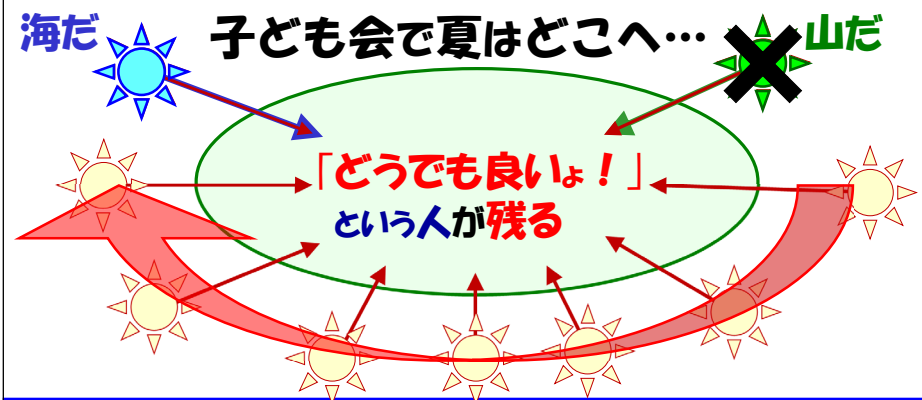 海だ
子ども会で夏はどこへ…
山だ
「どうでも良いょ!」
という人が残る